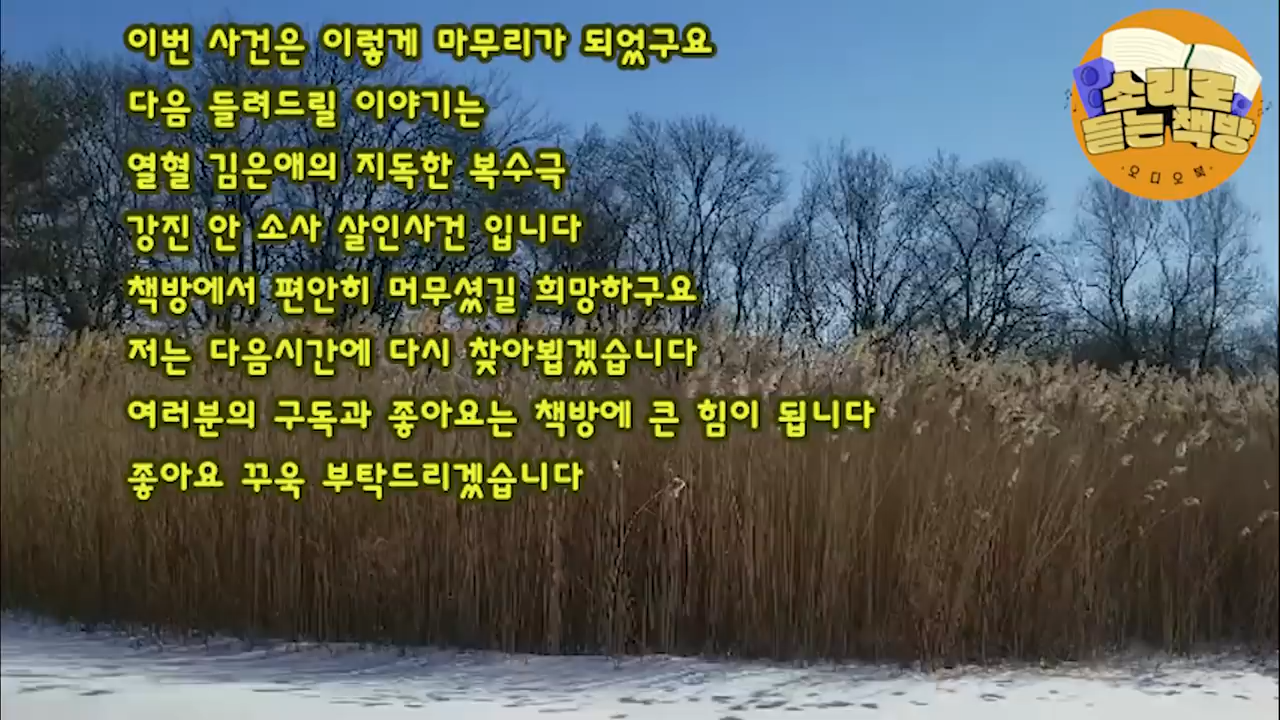 이번 사건은 이렇게 마무리가 되었구요
다음 들려드릴 이야기는
열혈 김은애의 지독한 복수극
강진 안 소사 살인사건 입니다
책방에서 편안히 머무셨길 희망하구요
저는 다음시간에 다시 찾아뵙겠습니다
여러분의 구독과 좋아요는 책방에 큰 힘이 됩니다
좋아요 꾸욱 부탁드리겠습니다
소리로
듣는 책방
·오디오북·